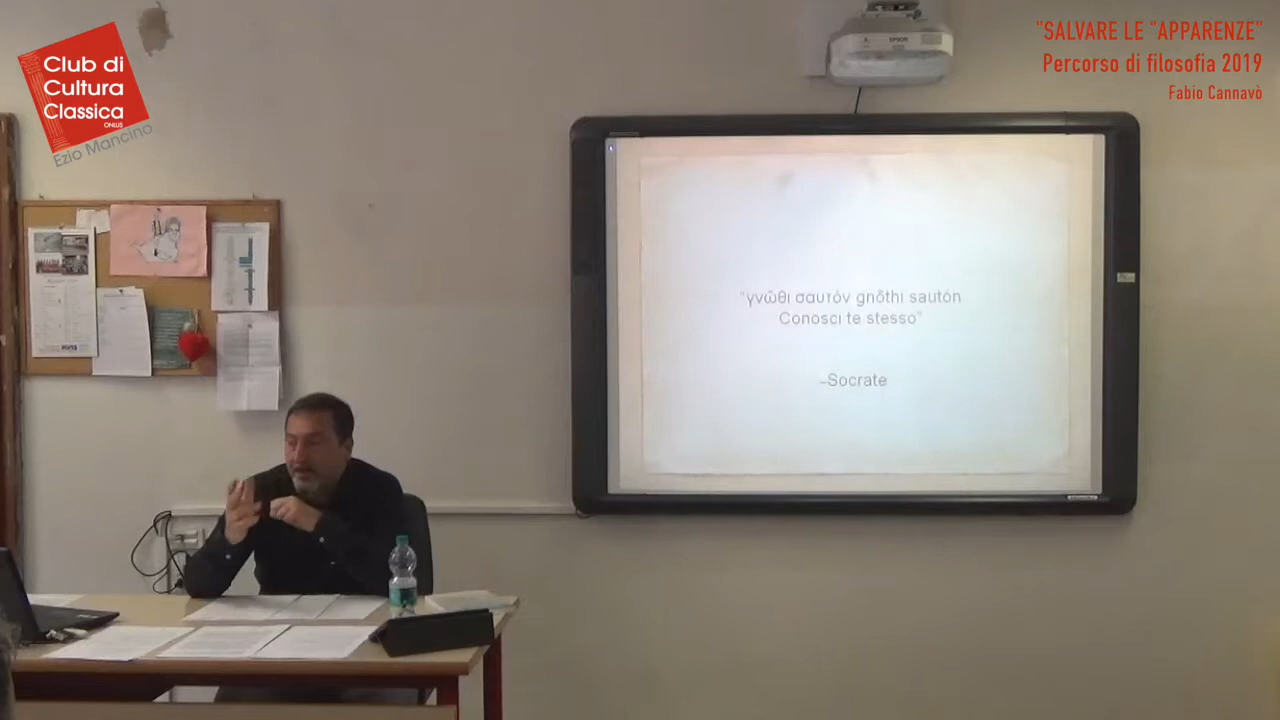 Club di
Cultura
Classica
ONLUS
Ezio Mancino
"SALVARE LE "APPARENZE"
Percorso di filosofia 2019
Fabio Cannavò
EPSON
"γνῶθι σαυτόν gnôthi sautón
Conosci te stesso"
–Socrate